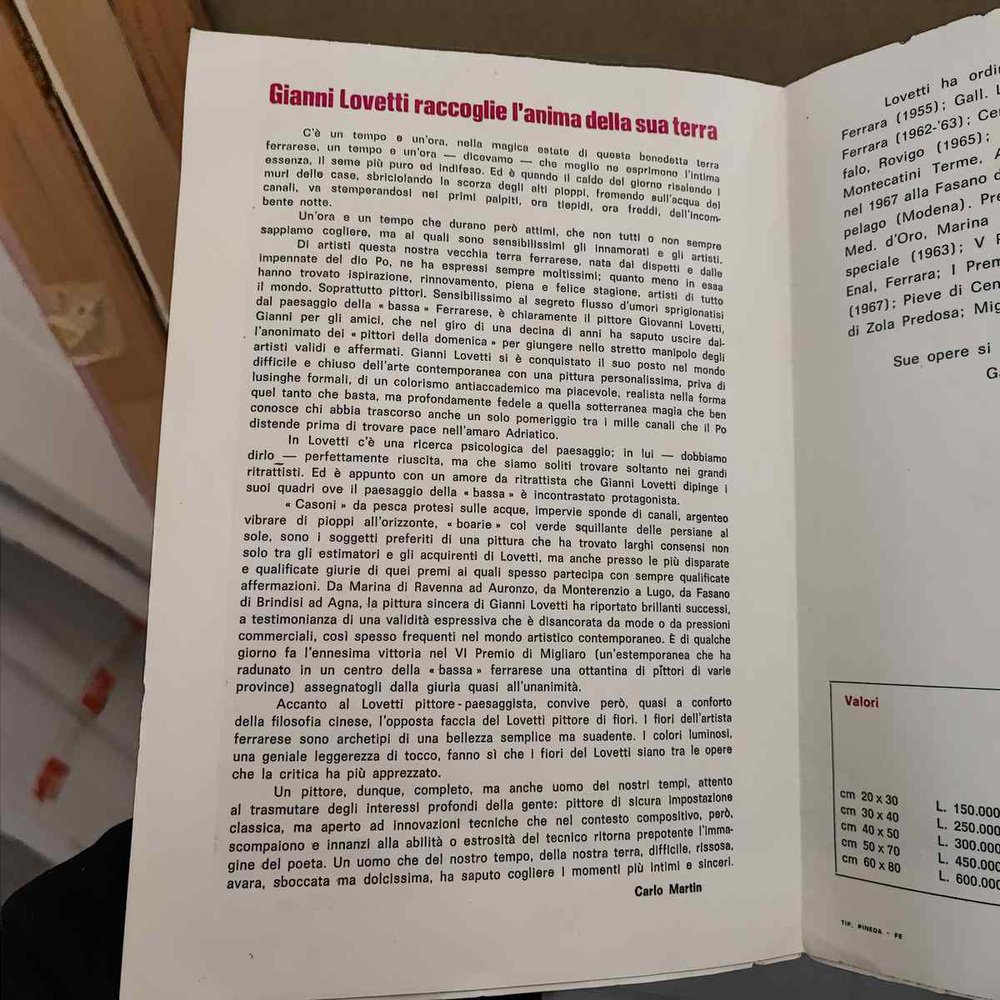 Gianni Lovetti raccoglie l'anima della sua terra
C'è un tempo e un'ora, nella magica estate di questa benedetta terra
ferrarese, un tempo e un'ora — dicevamo — che meglio ne esprimono l'intima
essenza, il seme più puro ed indifeso. Ed è quando il caldo del giorno risalendo i
muri delle case, sbriciolando la scorza degli alti pioppi, fremendo sull'acqua dei
canali, va stemperandosi nei primi palpiti, ora tiepidi, ora freddi, dell'incom-
bente notte.
Un'ora e un tempo che durano però attimi, che non tutti o non sempre
sappiamo cogliere, ma ai quali sono sensibilissimi gli innamorati e gli artisti.
Di artisti questa nostra vecchia terra ferrarese, nata dai dispetti e dalle
impennate del dio Po, ne ha espressi sempre moltissimi; quanto meno in essa
hanno trovato ispirazione, rinnovamento, piena e felice stagione, artisti di tutto
il mondo. Soprattutto pittori. Sensibilissimo al segreto flusso d'umori sprigionatisi
dal paesaggio della « bassa » Ferrarese, è chiaramente il pittore Giovanni Lovetti,
Gianni per gli amici, che nel giro di una decina di anni ha saputo uscire dal-
l'anonimato dei « pittori della domenica » per giungere nello stretto manipolo degli
artisti validi e affermati. Gianni Lovetti si è conquistato il suo posto nel mondo
difficile e chiuso dell'arte contemporanea con una pittura personalissima, priva di
lusinghe formali, di un colorismo antiaccademico ma piacevole, realista nella forma
quel tanto che basta, ma profondamente fedele a quella sotterranea magia che ben
conosce chi abbia trascorso anche un solo pomeriggio tra i mille canali che il Po
distende prima di trovare pace nell'amaro Adriatico.
In Lovetti c'è una ricerca psicologica del paesaggio; in lui — dobbiamo
dirlo — perfettamente riuscita, ma che siamo soliti trovare soltanto nei grandi
ritrattisti. Ed è appunto con un amore da ritrattista che Gianni Lovetti dipinge i
suoi quadri ove il paesaggio della « bassa » è incontrastato protagonista.
« Casoni » da pesca protesi sulle acque, impervie sponde di canali, argenteo
vibrare di pioppi all'orizzonte, « boarie » col verde squillante delle persiane al
sole, sono i soggetti preferiti di una pittura che ha trovato larghi consensi non
solo tra gli estimatori e gli acquirenti di Lovetti, ma anche presso le più disparate
e qualificate giurie di quei premi ai quali spesso partecipa con sempre qualificate
affermazioni. Da Marina di Ravenna ad Auronzo, da Monterenzio a Lugo, da Fasano
di Brindisi ad Agna, la pittura sincera di Gianni Lovetti ha riportato brillanti successi,
a testimonianza di una validità espressiva che è disancorata da mode o da pressioni
commerciali, così spesso frequenti nel mondo artistico contemporaneo. È di qualche
giorno fa l'ennesima vittoria nel VI Premio di Migliaro (un'estemporanea che ha
radunato in un centro della « bassa » ferrarese una ottantina di pittori di varie
province) assegnatogli dalla giuria quasi all'unanimità.
Accanto al Lovetti pittore-paesaggista, convive però, quasi a conforto
della filosofia cinese, l'opposta faccia del Lovetti pittore di fiori. I fiori dell'artista
ferrarese sono archetipi di una bellezza semplice ma suadente. I colori luminosi,
una geniale leggerezza di tocco, fanno sì che I fiori del Lovetti siano tra le opere
che la critica ha più apprezzato.
Un pittore, dunque, completo, ma anche uomo dei nostri tempi, attento
al trasmutare degli interessi profondi della gente: pittore di sicura impostazione
classica, ma aperto ad innovazioni tecniche che nel contesto compositivo, però,
scompaiono e innanzi alla abilità o estrosità del tecnico ritorna prepotente l'imma-
gine del poeta. Un uomo che del nostro tempo, della nostra terra, difficile, rissosa,
avara, sboccata ma dolcissima, ha saputo cogliere i momenti più intimi e sinceri.
Carlo Martin
Lovetti ha ordi
Ferrara (1955); Gall. L
Ferrara (1962-'63); Ce
falo, Rovigo (1965);
Montecatini Terme. A
nel 1967 alla Fasano d
pelago (Modena). Pre
Med. d'Oro, Marina
speciale (1963); V P
Enal, Ferrara; I Prem
(1967); Pieve di Cen
di Zola Predosa; Mig
Sue opere si
Ga
Valori
cm 20 x 30 L. 150.000
cm 30 x 40 L. 250.000
cm 40 x 50 L. 300.000
cm 50 x 70 L. 450.000
cm 60 x 80 L. 600.000
TIP. PINEDA - FE